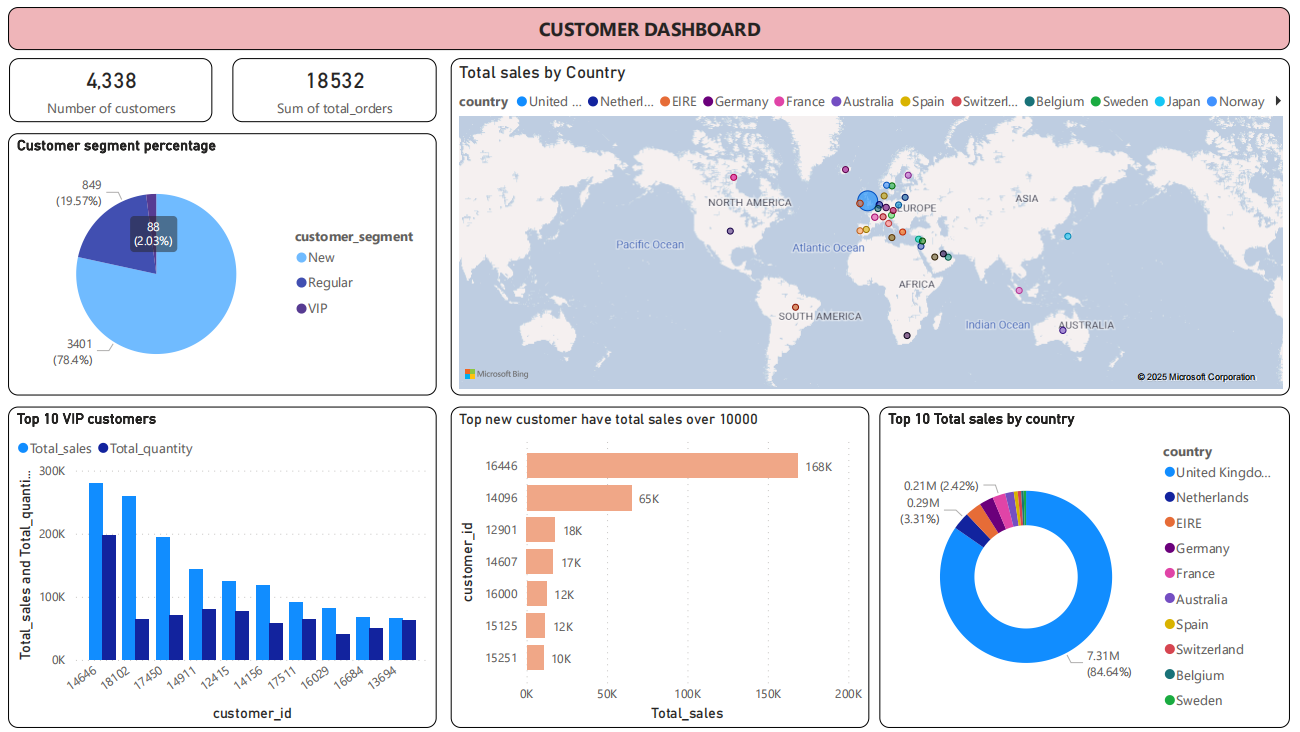 CUSTOMER DASHBOARD
4,338
Number of customers
18532
Sum of total_orders
Customer segment percentage
849
(19.57%)
88
(2.03%)
3401
(78.4%)
customer_segment
New
Regular
VIP
Total sales by Country
country United ... Netherl... EIRE Germany France Australia Spain Switzerl... Belgium Sweden Japan Norway
NORTH AMERICA
EUROPE
ASIA
Pacific Ocean
Atlantic Ocean
AFRICA
SOUTH AMERICA
Indian Ocean
AUSTRALIA
Microsoft Bing
© 2025 Microsoft Corporation
Top 10 VIP customers
Total_sales Total_quantity
Total_sales and Total_quanti...
300K
200K
100K
0K
14646 18102 17450 14911 12415 14156 17511 16029 16684 13694
customer_id
Top new customer have total sales over 10000
customer_id
16446 168K
14096 65K
12901 18K
14607 17K
16000 12K
15125 12K
15251 10K
0K 50K 100K 150K 200K
Total_sales
Top 10 Total sales by country
0.21M (2.42%)
0.29M
(3.31%)
7.31M
(84.64%)
country
United Kingdo...
Netherlands
EIRE
Germany
France
Australia
Spain
Switzerland
Belgium
Sweden